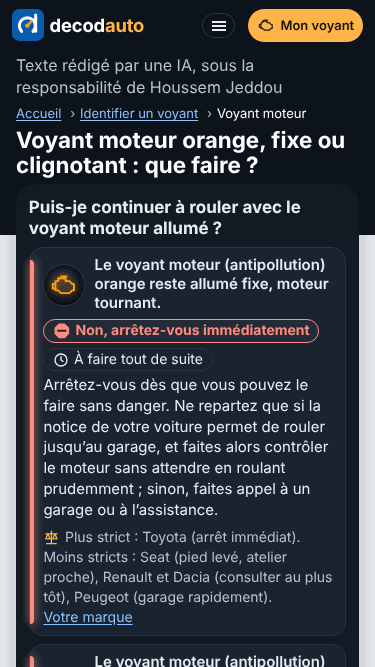 decodauto
Mon voyant
Texte rédigé par une IA, sous la
responsabilité de Houssem Jeddou
Accueil › Identifier un voyant › Voyant moteur
Voyant moteur orange, fixe ou
clignotant : que faire ?
Puis-je continuer à rouler avec le
voyant moteur allumé ?
Le voyant moteur (antipollution)
orange reste allumé fixe, moteur
tournant.
Non, arrêtez-vous immédiatement
À faire tout de suite
Arrêtez-vous dès que vous pouvez le
faire sans danger. Ne repartez que si la
notice de votre voiture permet de rouler
jusqu’au garage, et faites alors contrôler
le moteur sans attendre en roulant
prudemment ; sinon, faites appel à un
garage ou à l’assistance.
Plus strict : Toyota (arrêt immédiat).
Moins stricts : Seat (pied levé, atelier
proche), Renault et Dacia (consulter au plus
tôt), Peugeot (garage rapidement).
Votre marque
Le voyant moteur (antipollution)